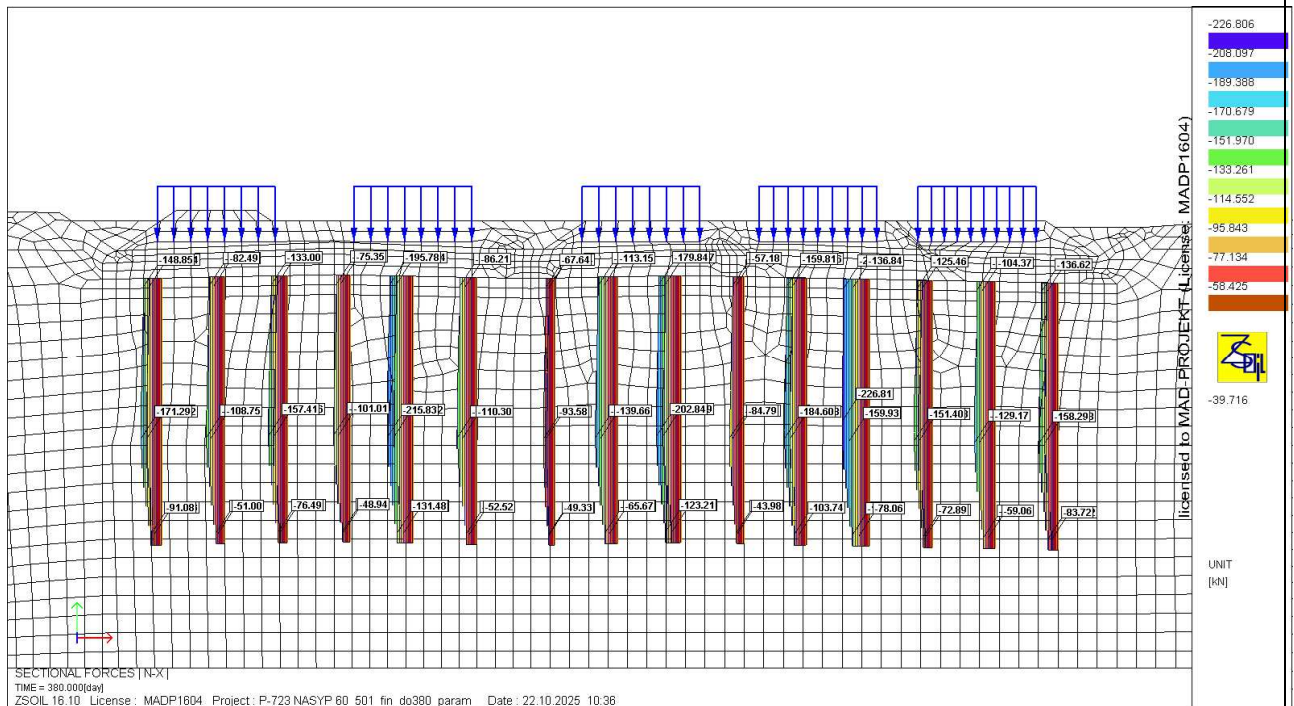 -226.806
-208.097
-189.388
-170.679
-151.970
-133.261
-114.552
-95.843
-77.134
-58.425
-39.716
licensed to MAD-PROJEKT (License: MADP1604)
ZSoil
-148.85 -82.49 -133.00 -75.35 -195.78 -86.21 -67.64 -113.15 -179.84 -57.18 -159.81 -136.84 -125.46 -104.37 -136.62
-226.81
-171.29 -108.75 -157.41 -101.01 -215.83 -110.30 -93.58 -139.66 -202.84 -84.79 -184.60 -159.93 -151.40 -129.17 -158.29
-91.08 -51.00 -76.49 -48.94 -131.48 -52.52 -49.33 -65.67 -123.21 -43.98 -103.74 -78.06 -72.89 -59.06 -83.72
UNIT
[kN]
SECTIONAL FORCES | N-X |
TIME = 380.000[day]
ZSOIL 16.10 License : MADP1604 Project : P-723 NASYP 60_501_fin_do380_param Date : 22.10.2025 10:36